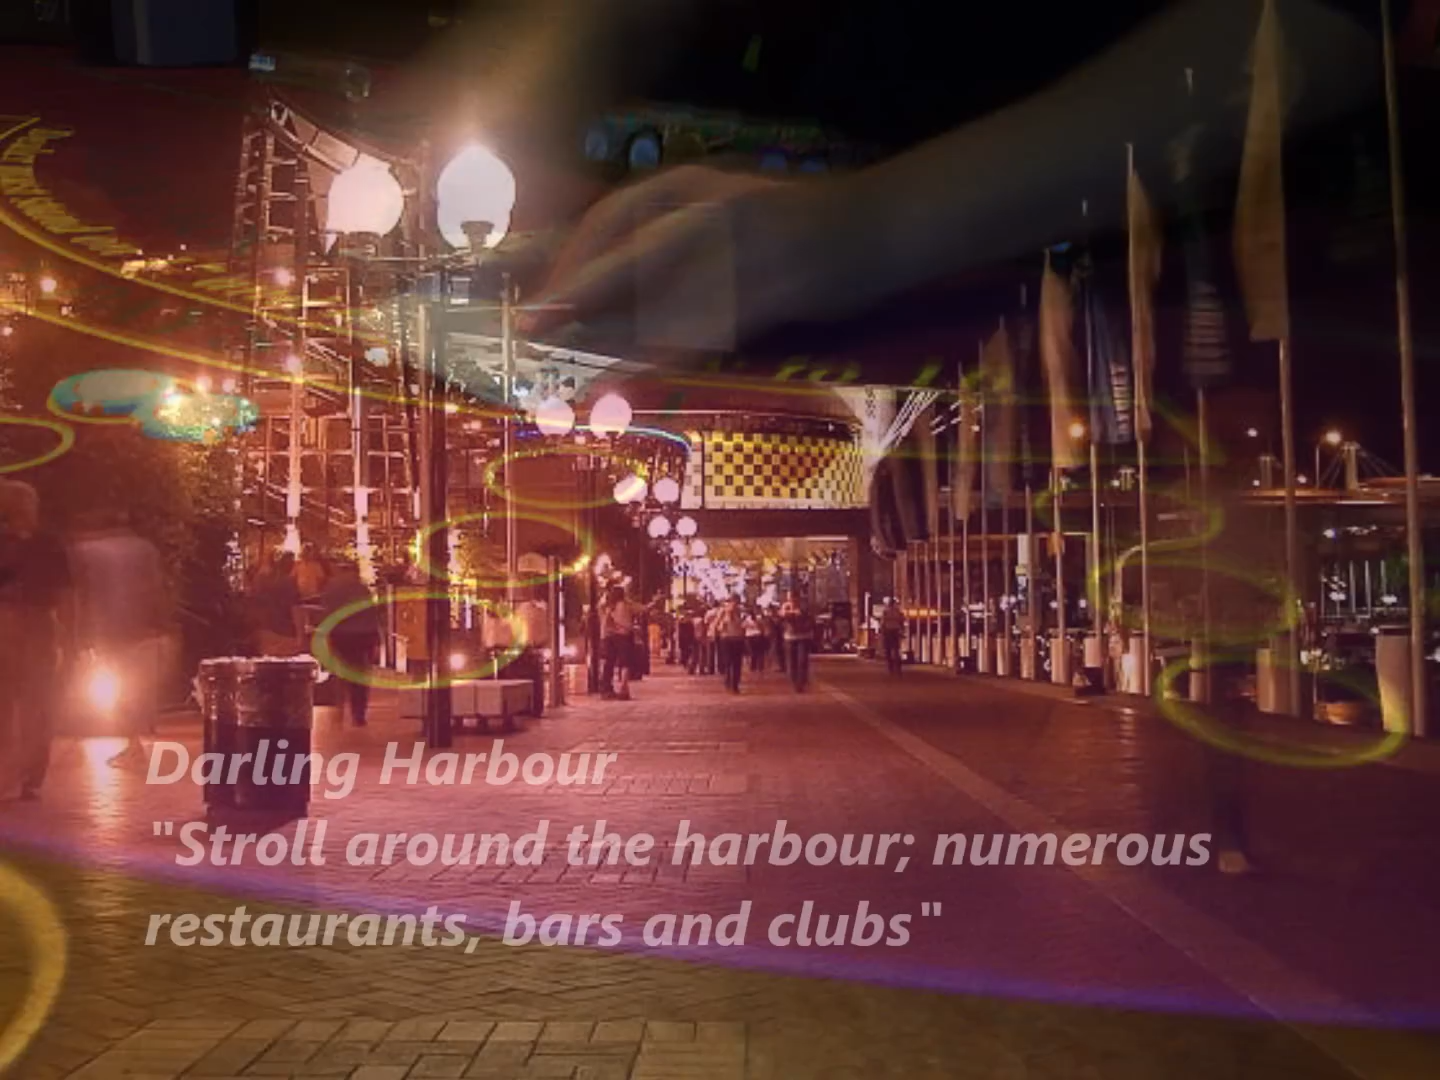 Darling Harbour
"Stroll around the harbour; numerous
restaurants, bars and clubs"